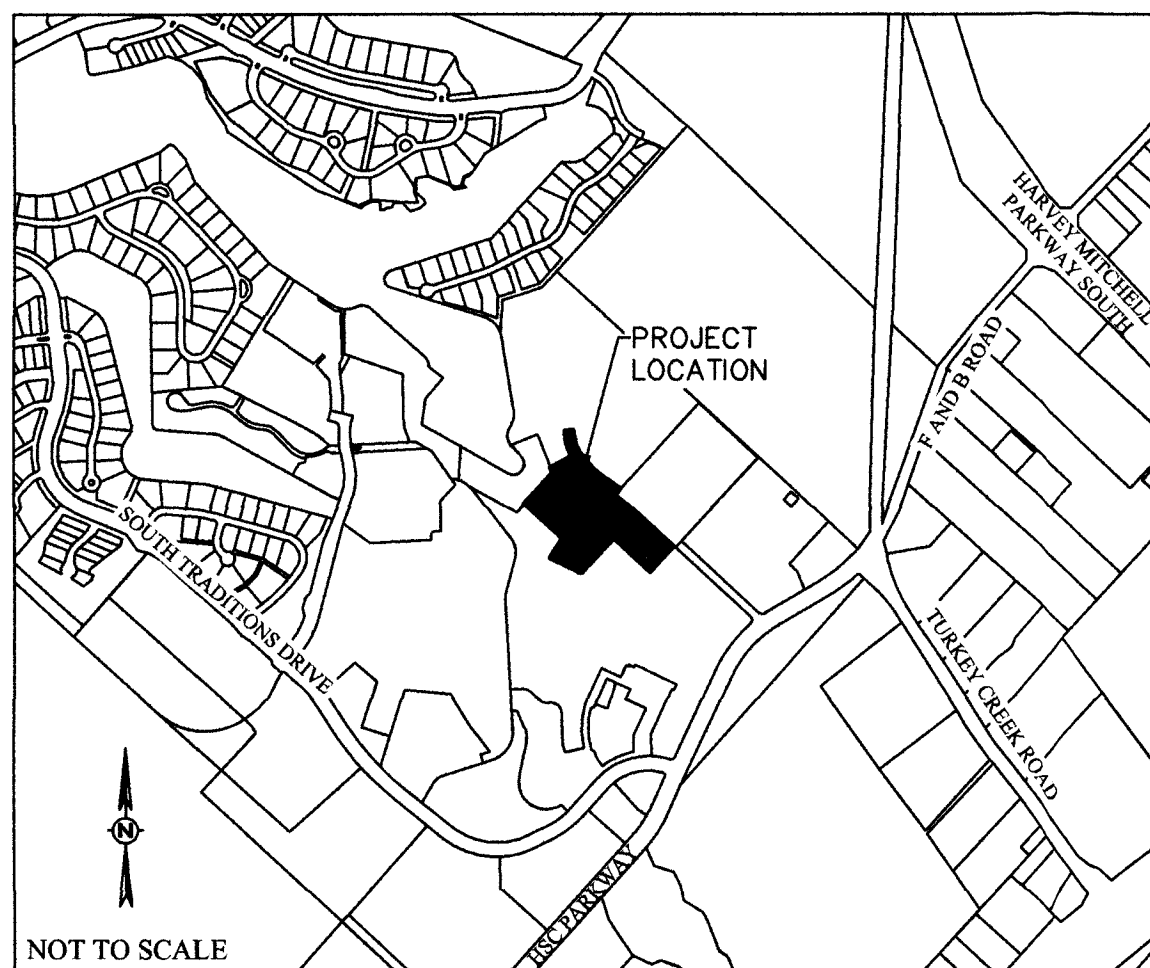 HARVEY MITCHELL
PARKWAY SOUTH
PROJECT
LOCATION
F AND B ROAD
SOUTH TRADITIONS DRIVE
TURKEY CREEK ROAD
N
HSC PARKWAY
NOT TO SCALE